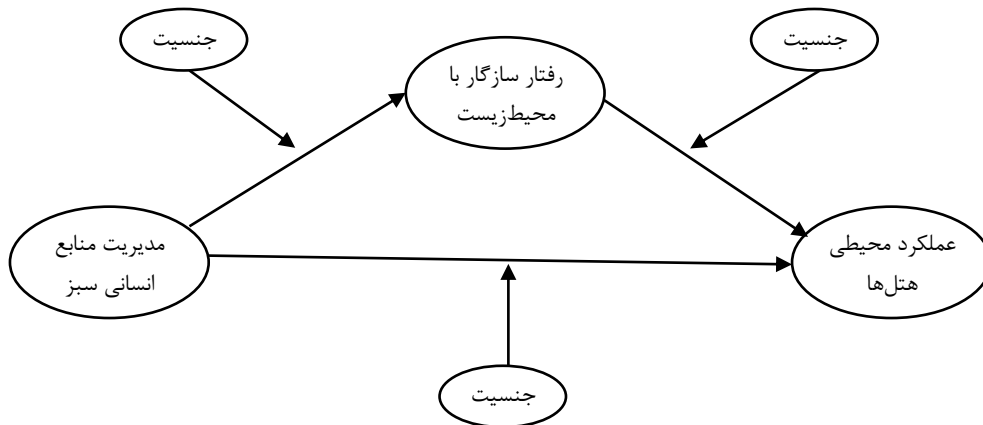 جنسیت
جنسیت
رفتار سازگار با
محیط‌زیست
مدیریت منابع
انسانی سبز
عملکرد محیطی
هتل‌ها
جنسیت